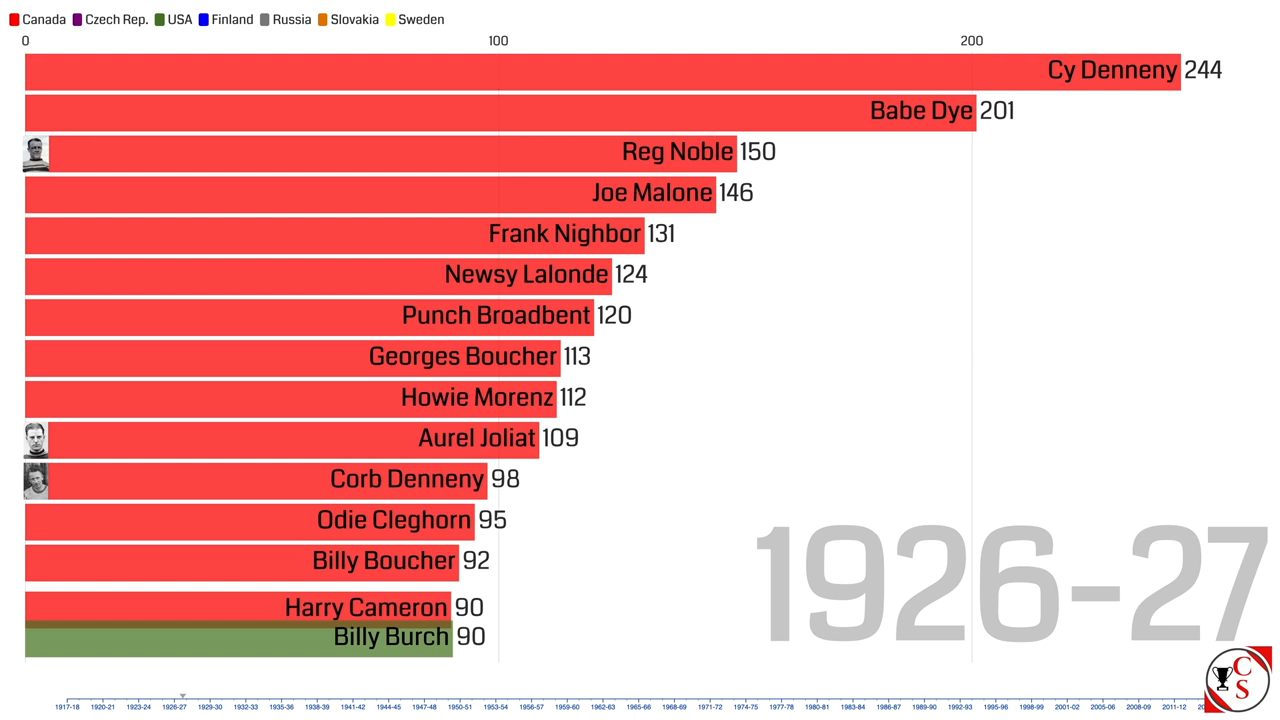 Canada Czech Rep. USA Finland Russia Slovakia Sweden
0 100 200
Cy Denneny 244
Babe Dye 201
Reg Noble 150
Joe Malone 146
Frank Nighbor 131
Newsy Lalonde 124
Punch Broadbent 120
Georges Boucher 113
Howie Morenz 112
Aurel Joliat 109
Corb Denneny 98
Odie Cleghorn 95
Billy Boucher 92
Harry Cameron 90
Billy Burch 90
1926-27
CS
1917-18 1920-21 1923-24 1926-27 1929-30 1932-33 1935-36 1938-39 1941-42 1944-45 1947-48 1950-51 1953-54 1956-57 1959-60 1962-63 1965-66 1968-69 1971-72 1974-75 1977-78 1980-81 1983-84 1986-87 1989-90 1992-93 1995-96 1998-99 2001-02 2005-06 2008-09 2011-12